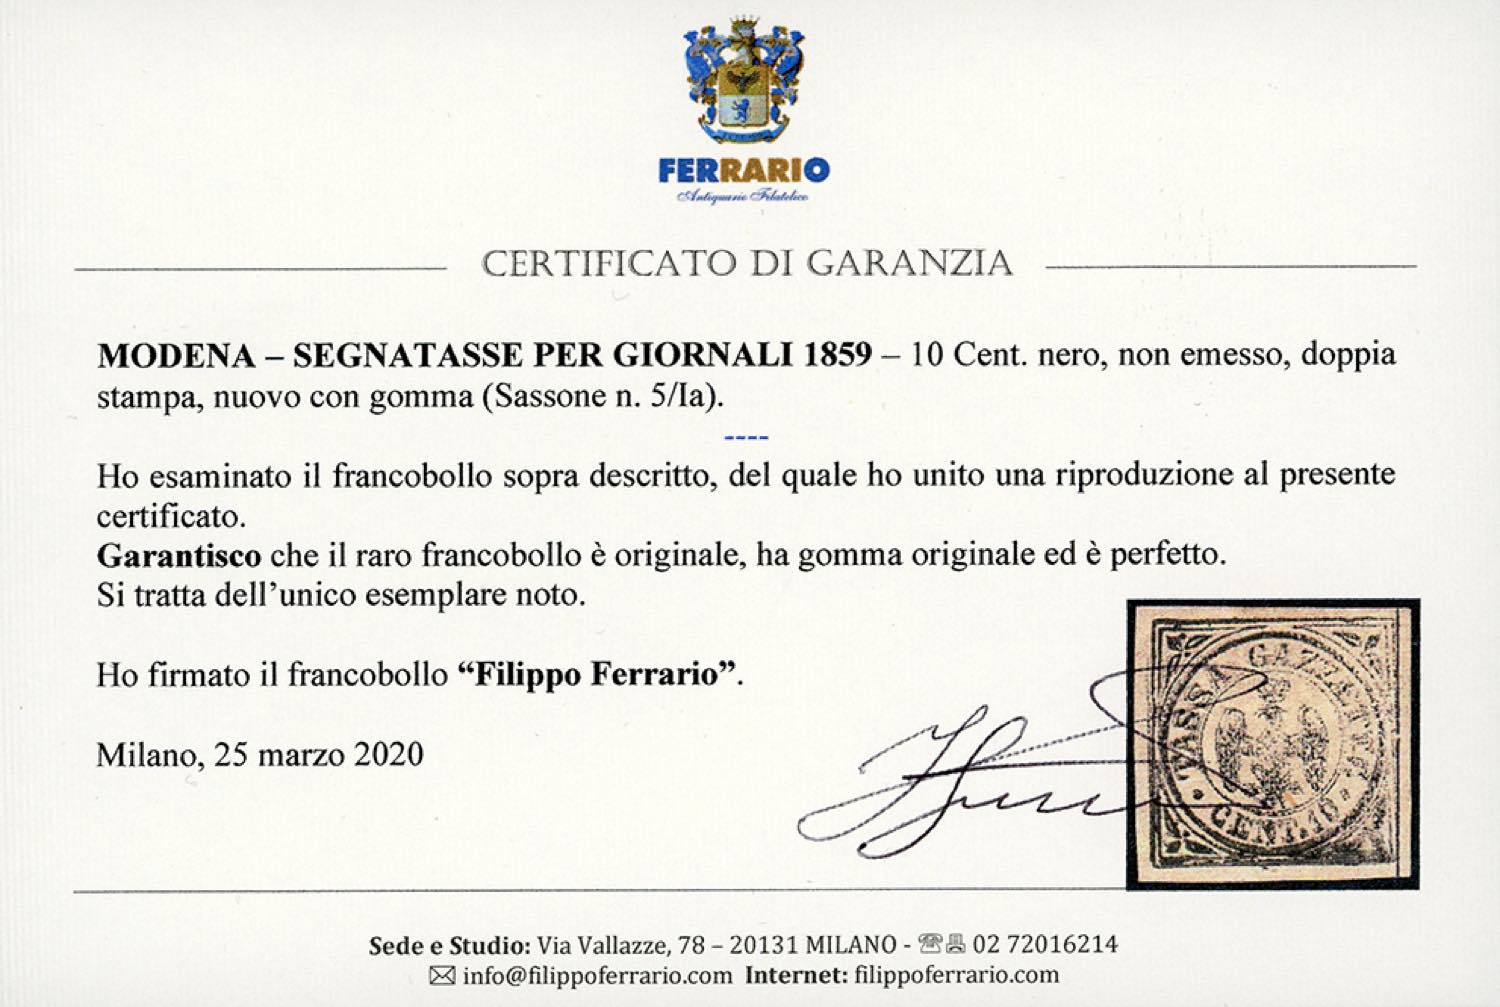 FERRARIO
Antiquario Filatelico
CERTIFICATO DI GARANZIA
MODENA – SEGNATASSE PER GIORNALI 1859 – 10 Cent. nero, non emesso, doppia
stampa, nuovo con gomma (Sassone n. 5/Ia).
----
Ho esaminato il francobollo sopra descritto, del quale ho unito una riproduzione al presente
certificato.
Garantisco che il raro francobollo è originale, ha gomma originale ed è perfetto.
Si tratta dell’unico esemplare noto.
Ho firmato il francobollo “Filippo Ferrario”.
Milano, 25 marzo 2020
TASSA GAZZETTE
CENT. 10
Sede e Studio: Via Vallazze, 78 – 20131 MILANO - 02 72016214
info@filippoferrario.com Internet: filippoferrario.com